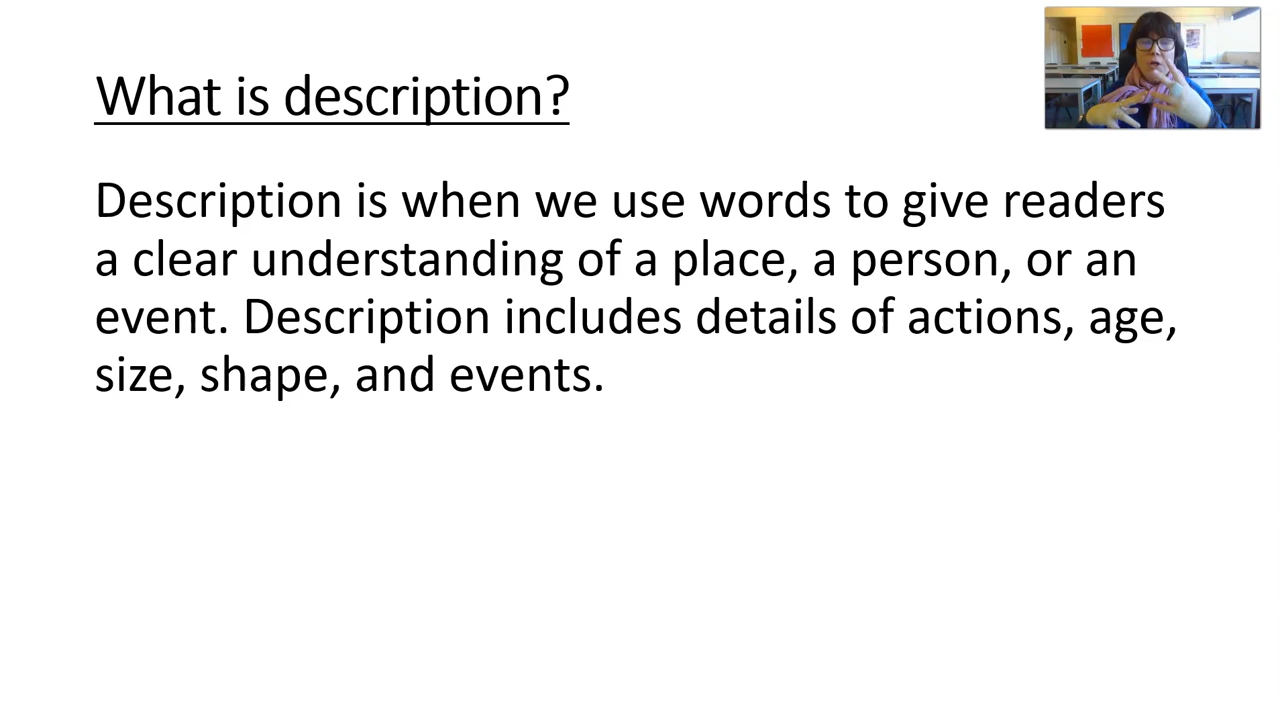 What is description?
Description is when we use words to give readers
a clear understanding of a place, a person, or an
event. Description includes details of actions, age,
size, shape, and events.